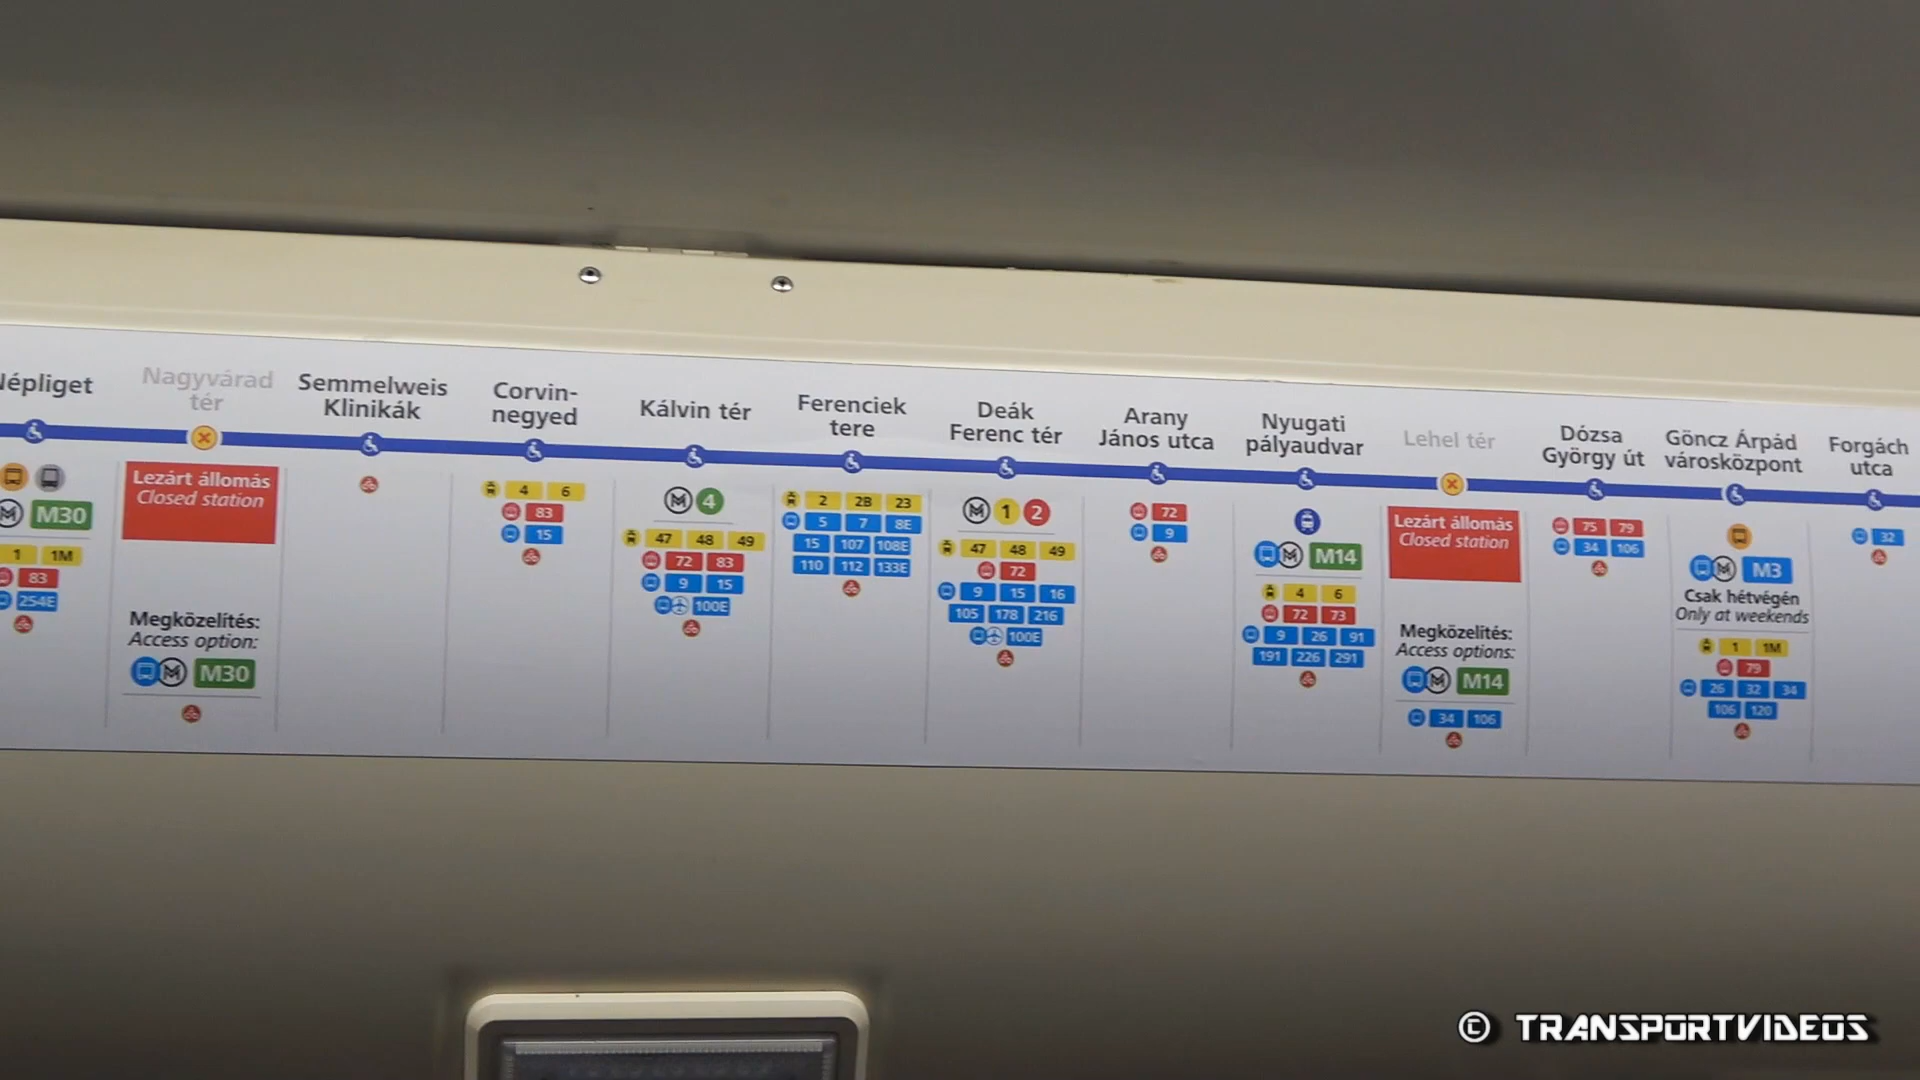 Népliget
M30
1 1M
83
254E
Nagyvárad
tér
Lezárt állomás
Closed station
Megközelítés:
Access option:
M M30
Semmelweis
Klinikák
Corvin-
negyed
4 6
83
15
Kálvin tér
M 4
47 48 49
72 83
9 15
100E
Ferenciek
tere
2 2B 23
5 7 8E
15 107 108E
110 112 133E
Deák
Ferenc tér
M 1 2
47 48 49
72
9 15 16
105 178 216
100E
Arany
János utca
72
9
Nyugati
pályaudvar
M M14
4 6
72 73
9 26 91
191 226 291
Lehel tér
Lezárt állomás
Closed station
Megközelítés:
Access options:
M M14
34 106
Dózsa
György út
75 79
34 106
Göncz Árpád
városközpont
M M3
Csak hétvégén
Only at weekends
1 1M
79
26 32 34
106 120
Forgách
utca
32
© TRANSPORTVIDEOS